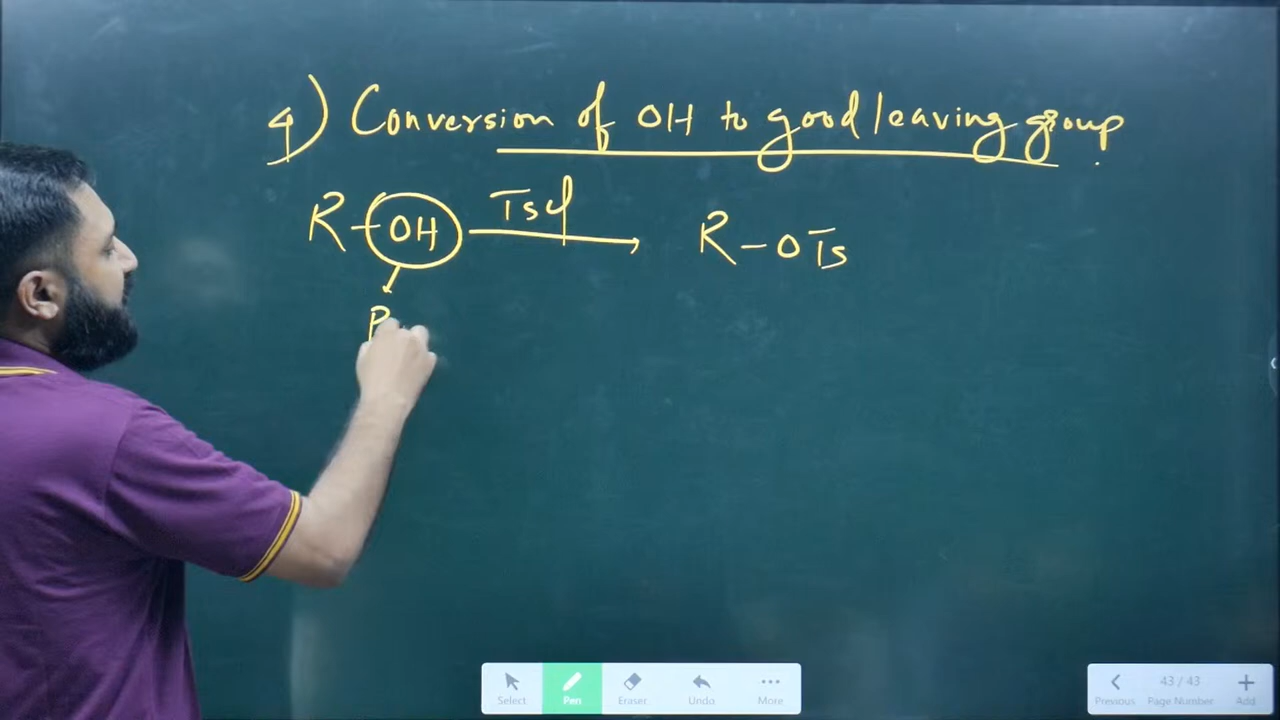 4) Conversion of OH to good leaving group
R-OH TsCl R-OTs
P
Select Pen Eraser Undo More
Previous 43 / 43 Page Number Add